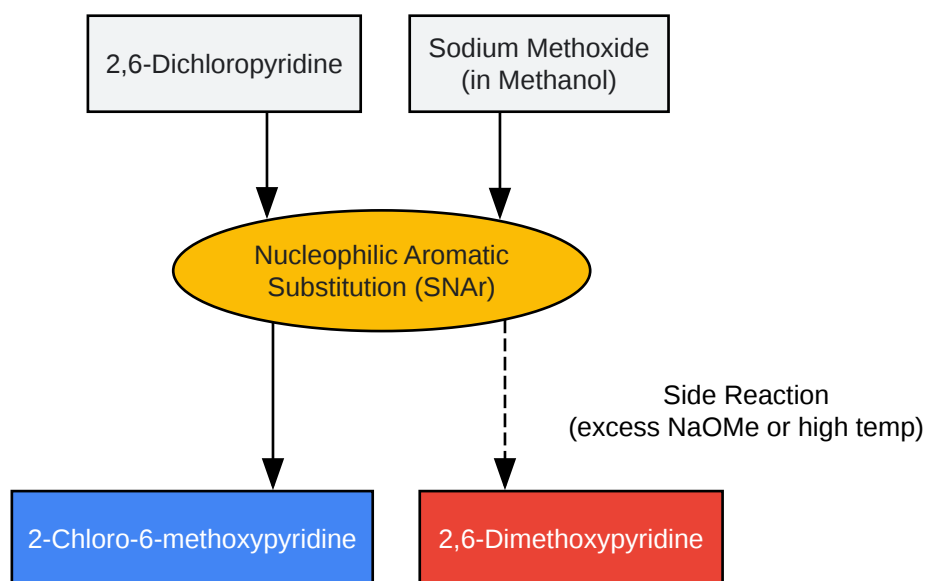 2,6-Dichloropyridine
Sodium Methoxide
(in Methanol)
Nucleophilic Aromatic
Substitution (SNAr)
Side Reaction
(excess NaOMe or high temp)
2-Chloro-6-methoxypyridine
2,6-Dimethoxypyridine